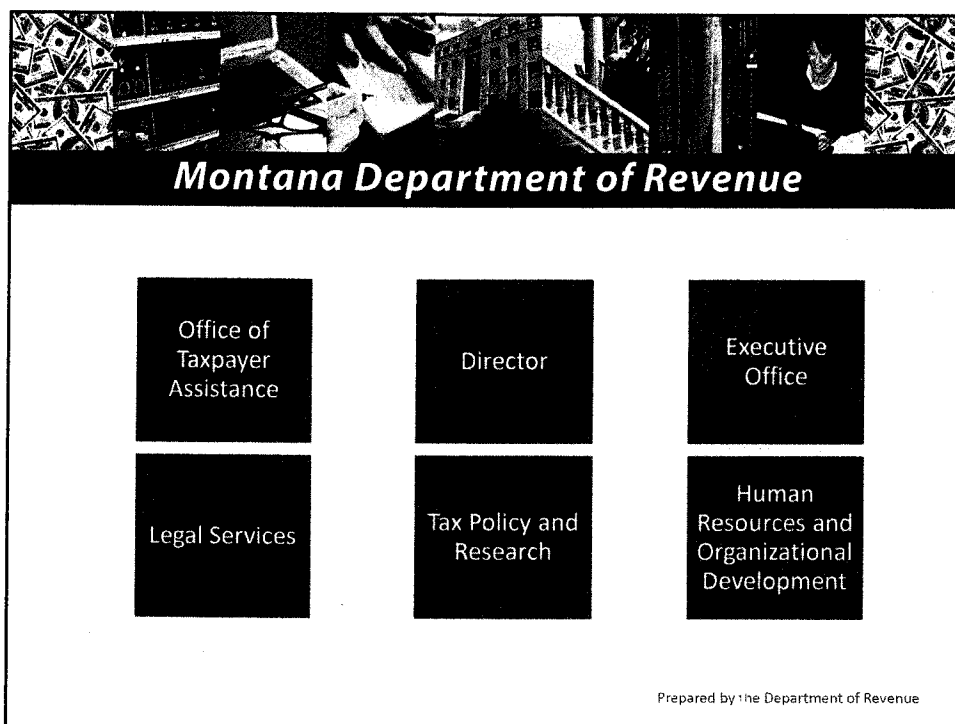 Montana Department of Revenue
Office of
Taxpayer
Assistance
Director
Executive
Office
Legal Services
Tax Policy and
Research
Human
Resources and
Organizational
Development
Prepared by the Department of Revenue